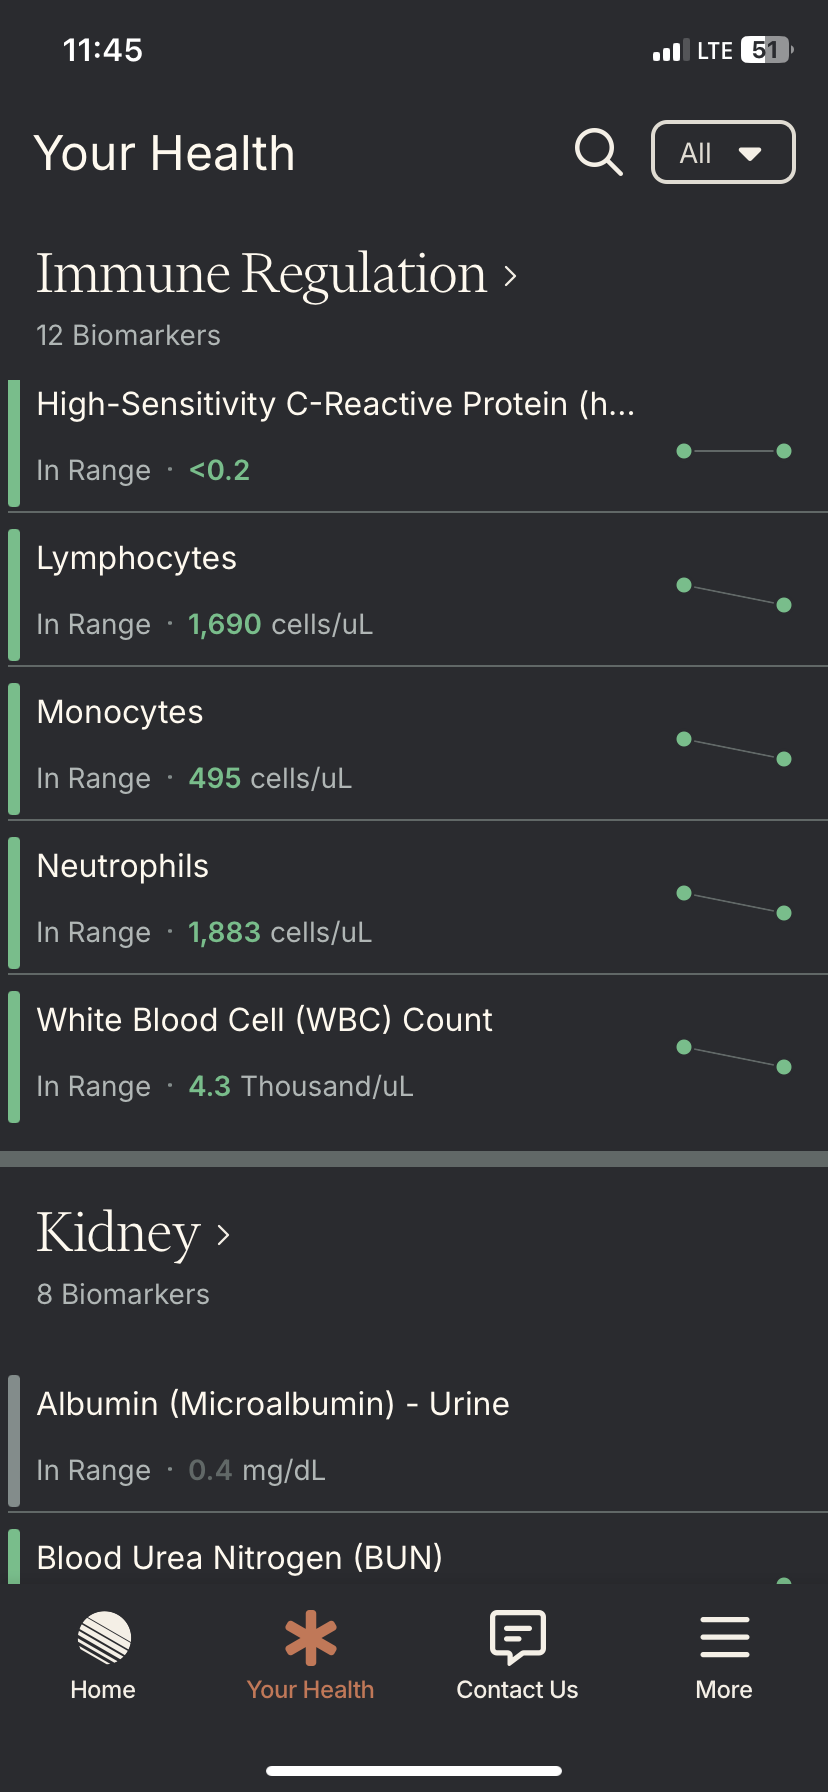 11:45
LTE 51
Your Health
All
Immune Regulation
12 Biomarkers
High-Sensitivity C-Reactive Protein (h...
In Range · <0.2
Lymphocytes
In Range · 1,690 cells/uL
Monocytes
In Range · 495 cells/uL
Neutrophils
In Range · 1,883 cells/uL
White Blood Cell (WBC) Count
In Range · 4.3 Thousand/uL
Kidney
8 Biomarkers
Albumin (Microalbumin) - Urine
In Range · 0.4 mg/dL
Blood Urea Nitrogen (BUN)
Home
Your Health
Contact Us
More